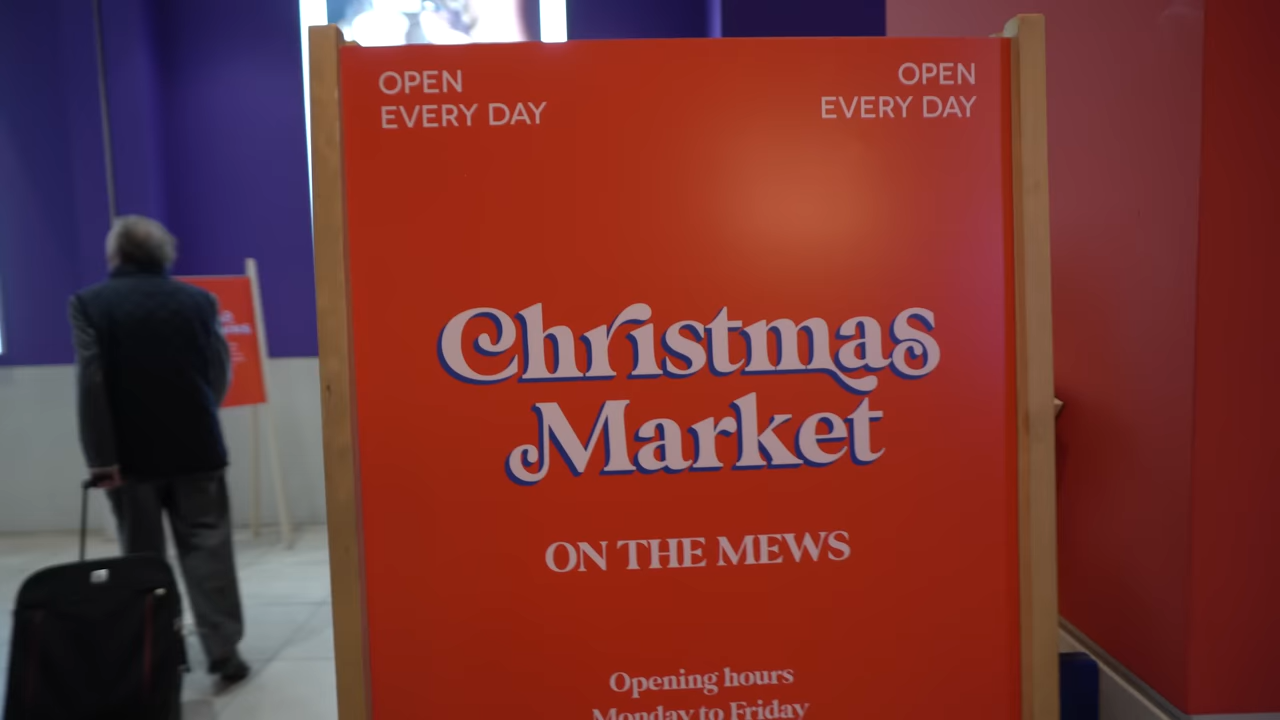 OPEN
EVERY DAY
OPEN
EVERY DAY
Christmas
Market
ON THE MEWS
Opening hours
Monday to Friday